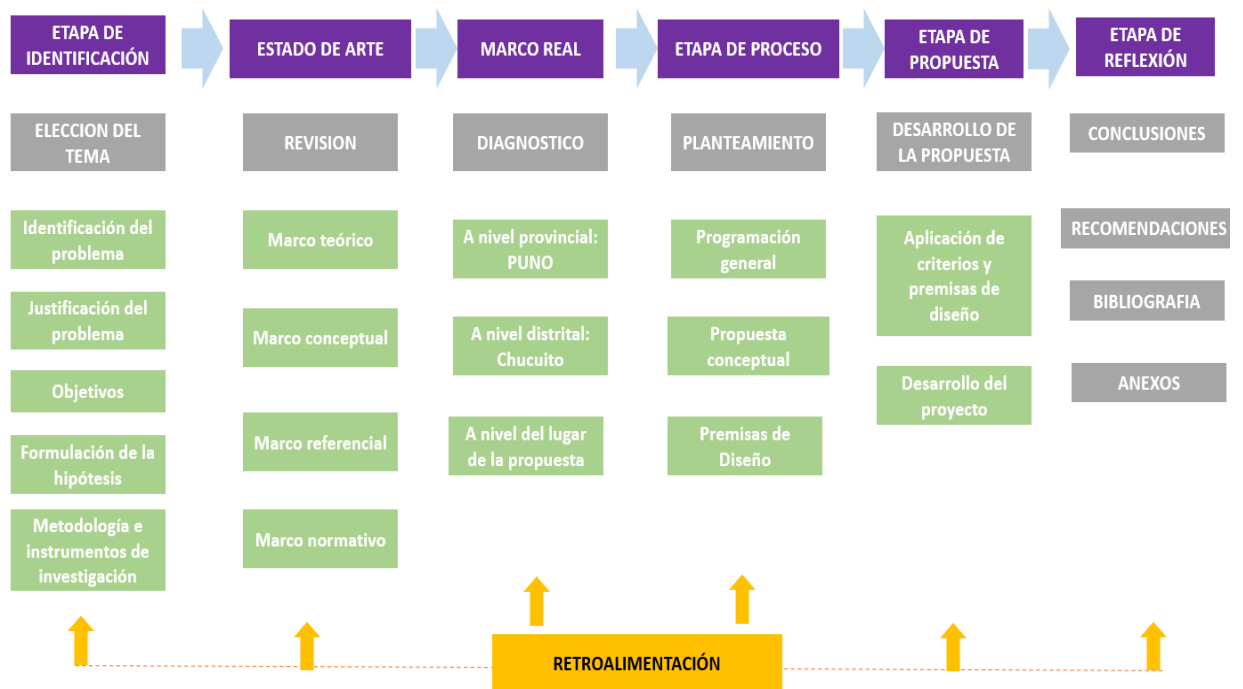 ETAPA DE
IDENTIFICACIÓN
ESTADO DE ARTE
MARCO REAL
ETAPA DE PROCESO
ETAPA DE
PROPUESTA
ETAPA DE
REFLEXIÓN
ELECCION DEL
TEMA
REVISION
DIAGNOSTICO
PLANTEAMIENTO
DESARROLLO DE
LA PROPUESTA
CONCLUSIONES
Identificación del
problema
Justificación del
problema
Objetivos
Formulación de la
hipótesis
Metodología e
instrumentos de
investigación
Marco teórico
Marco conceptual
Marco referencial
Marco normativo
A nivel provincial:
PUNO
A nivel distrital:
Chucuito
A nivel del lugar
de la propuesta
Programación
general
Propuesta
conceptual
Premisas de
Diseño
Aplicación de
criterios y
premisas de
diseño
Desarrollo del
proyecto
RECOMENDACIONES
BIBLIOGRAFIA
ANEXOS
RETROALIMENTACIÓN